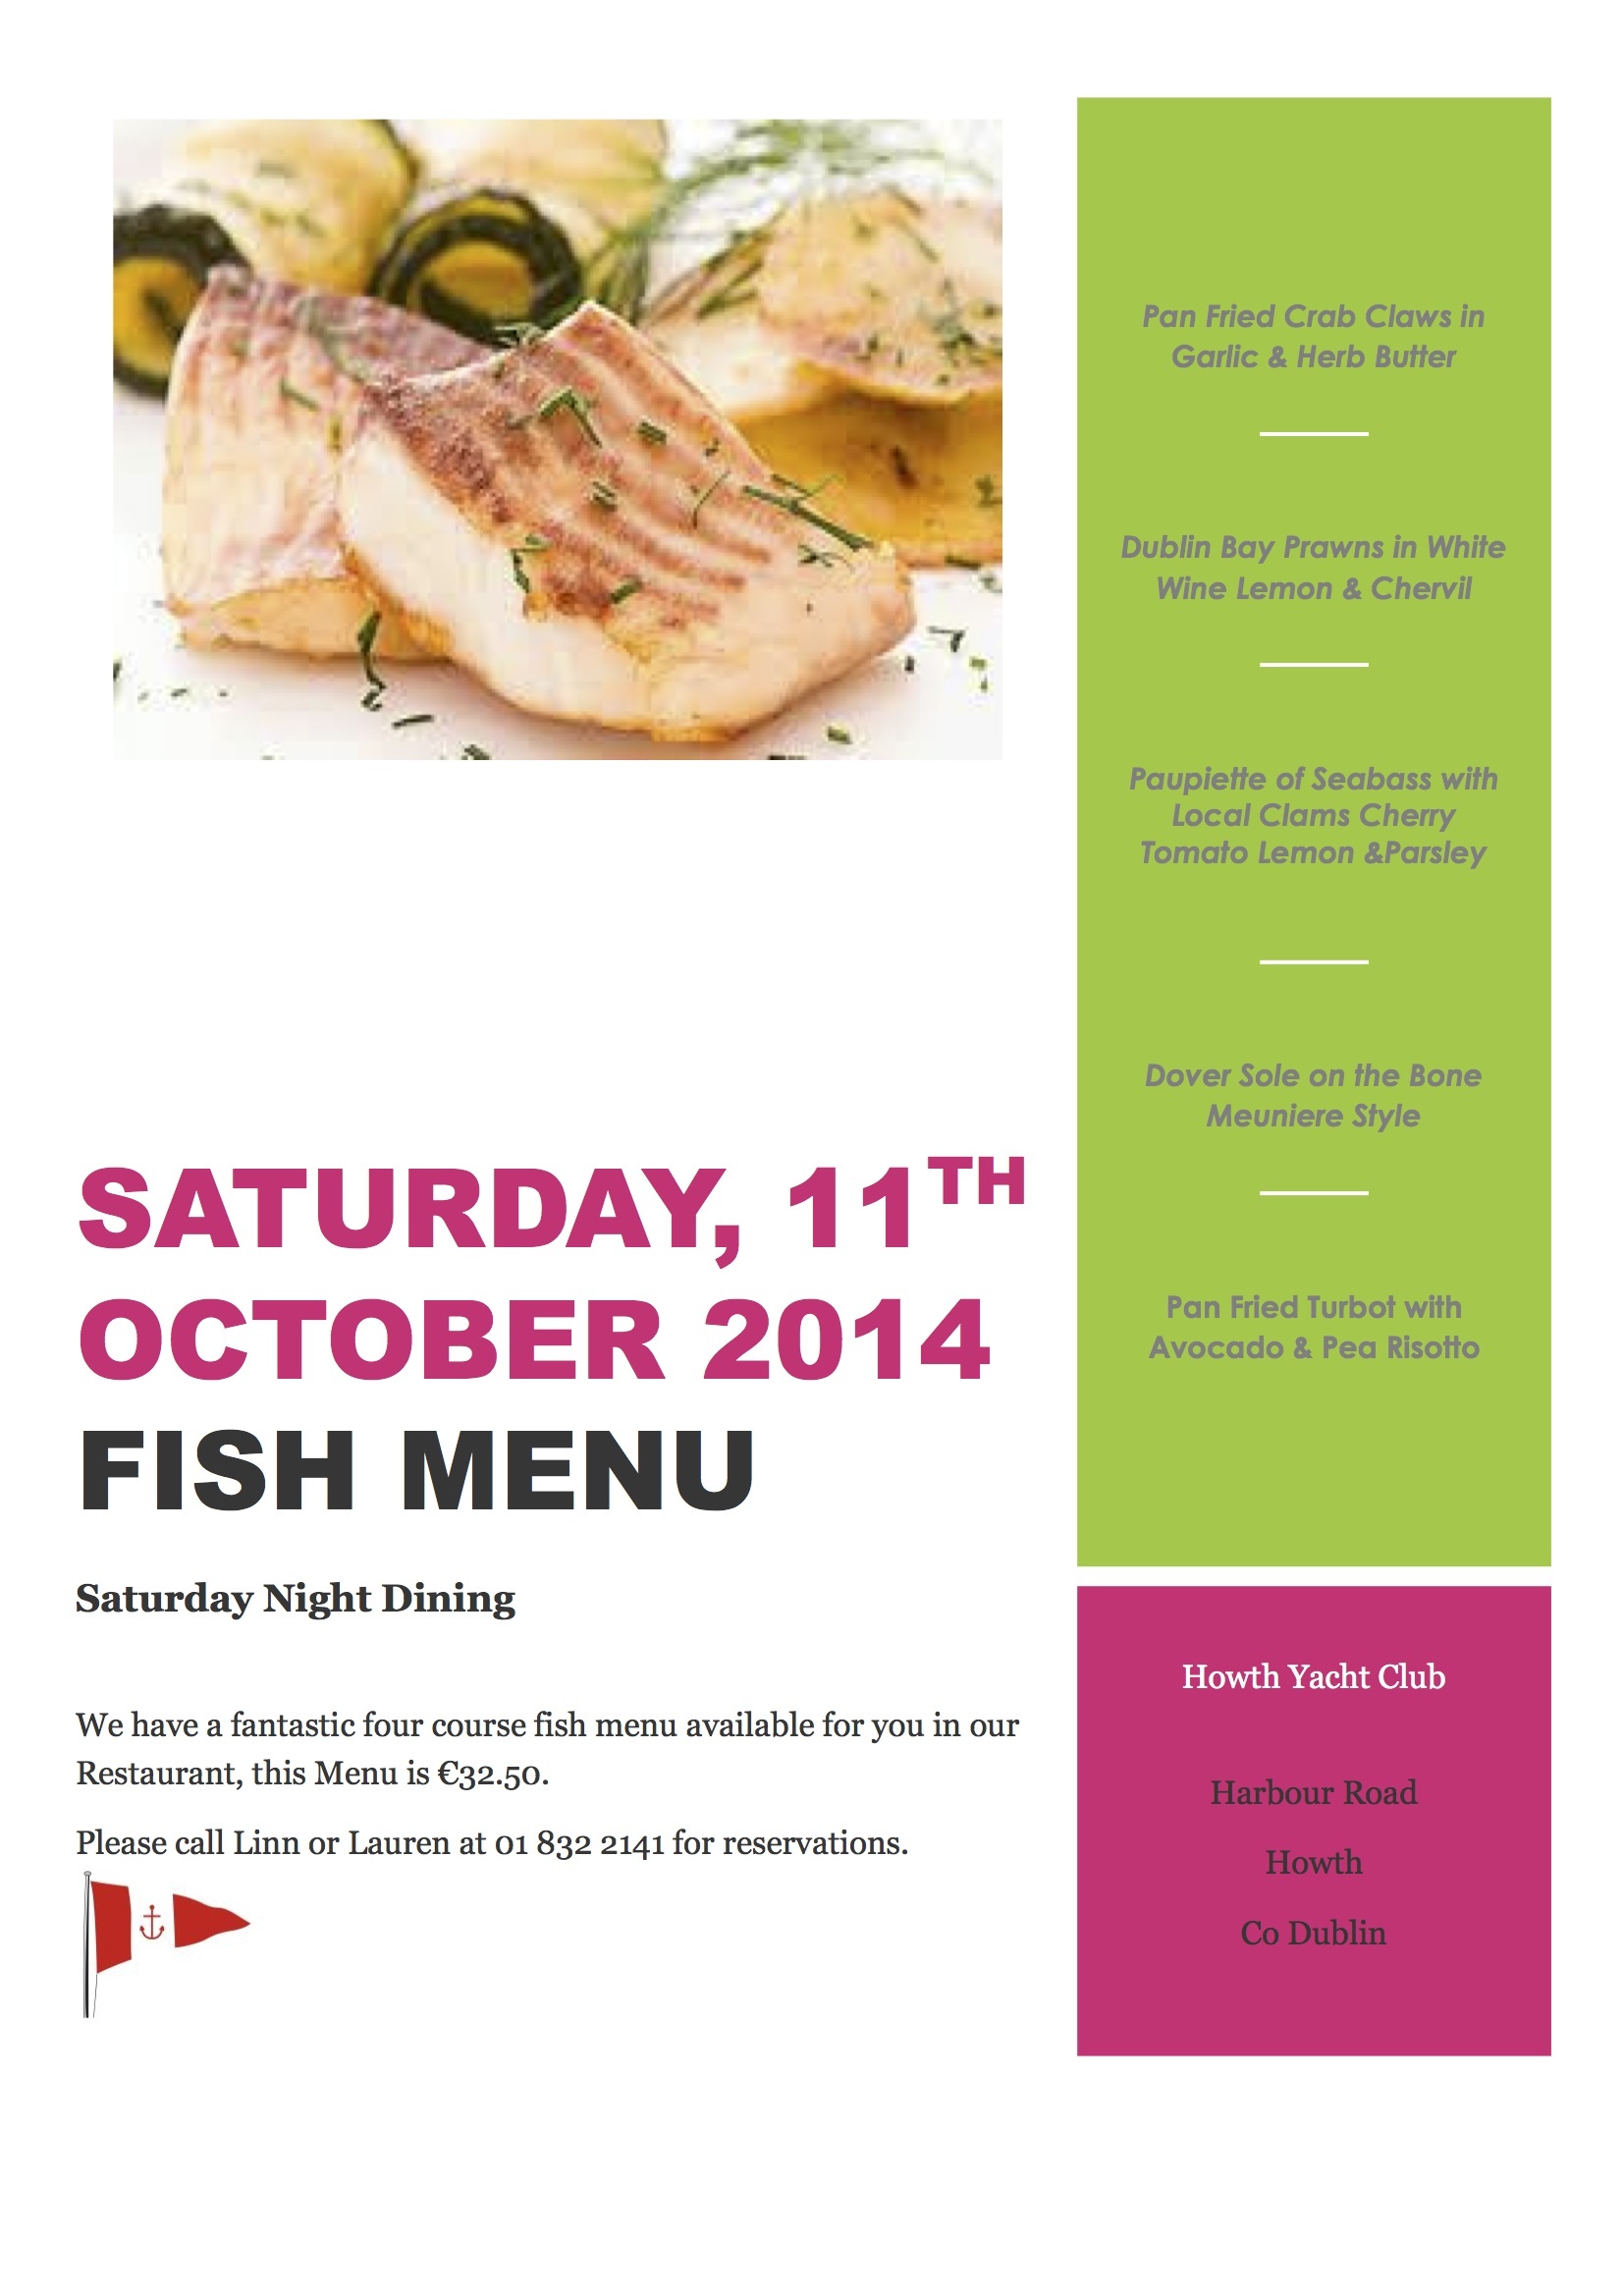 Pan Fried Crab Claws in
Garlic & Herb Butter
Dublin Bay Prawns in White
Wine Lemon & Chervil
Paupiette of Seabass with
Local Clams Cherry
Tomato Lemon &Parsley
Dover Sole on the Bone
Meuniere Style
Pan Fried Turbot with
Avocado & Pea Risotto
SATURDAY, 11TH
OCTOBER 2014
FISH MENU
Saturday Night Dining
We have a fantastic four course fish menu available for you in our
Restaurant, this Menu is €32.50.
Please call Linn or Lauren at 01 832 2141 for reservations.
Howth Yacht Club
Harbour Road
Howth
Co Dublin